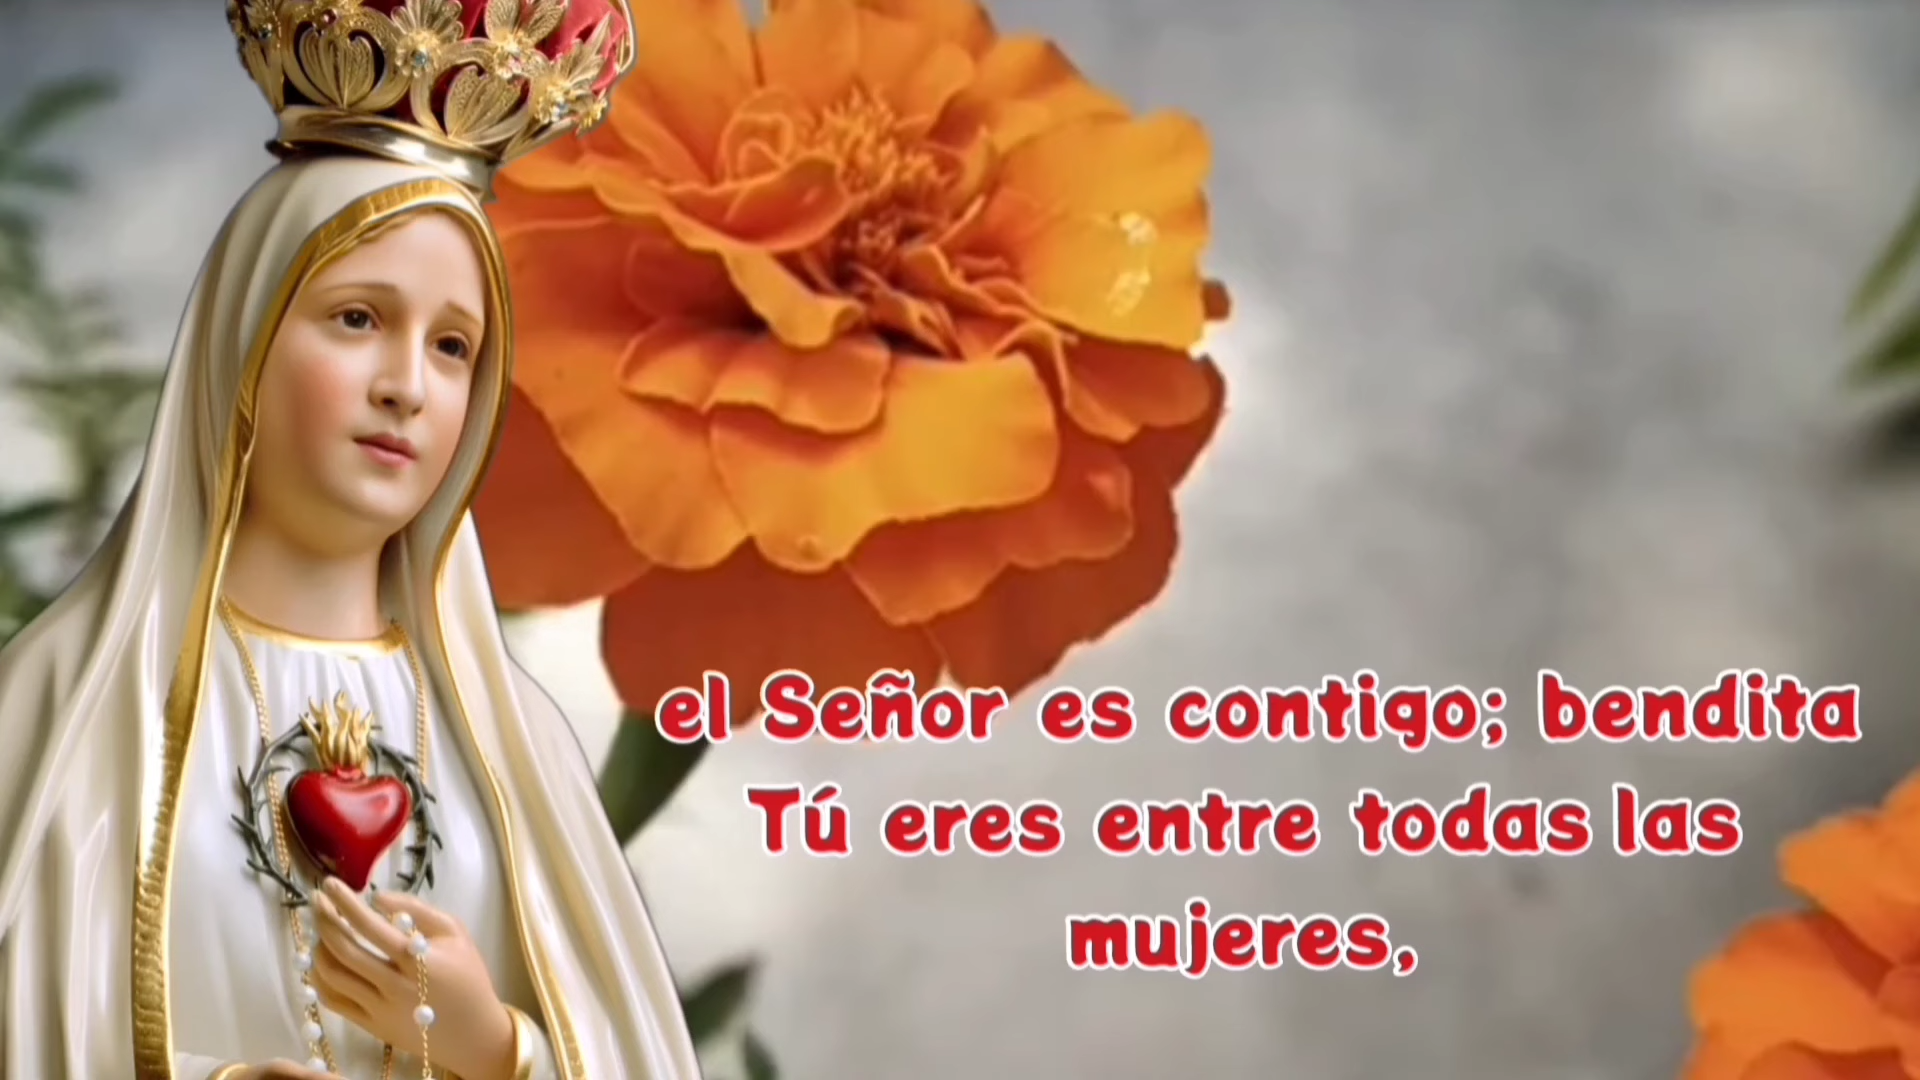 el Señor es contigo; bendita
Tú eres entre todas las
mujeres,